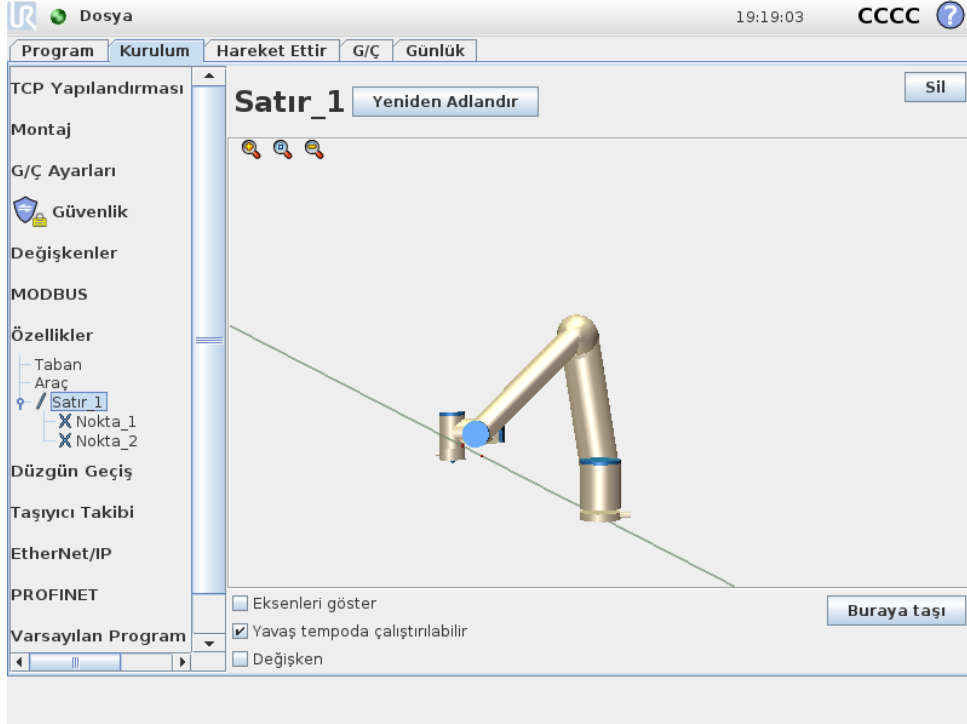 UR Dosya 19:19:03 CCCC ?
Program Kurulum Hareket Ettir G/Ç Günlük
TCP Yapılandırması
Montaj
G/Ç Ayarları
Güvenlik
Değişkenler
MODBUS
Özellikler
Taban
Araç
Satır_1
Nokta_1
Nokta_2
Düzgün Geçiş
Taşıyıcı Takibi
EtherNet/IP
PROFINET
Varsayılan Program
Satır_1 Yeniden Adlandır Sil
Eksenleri göster
Yavaş tempoda çalıştırılabilir
Değişken
Buraya taşı